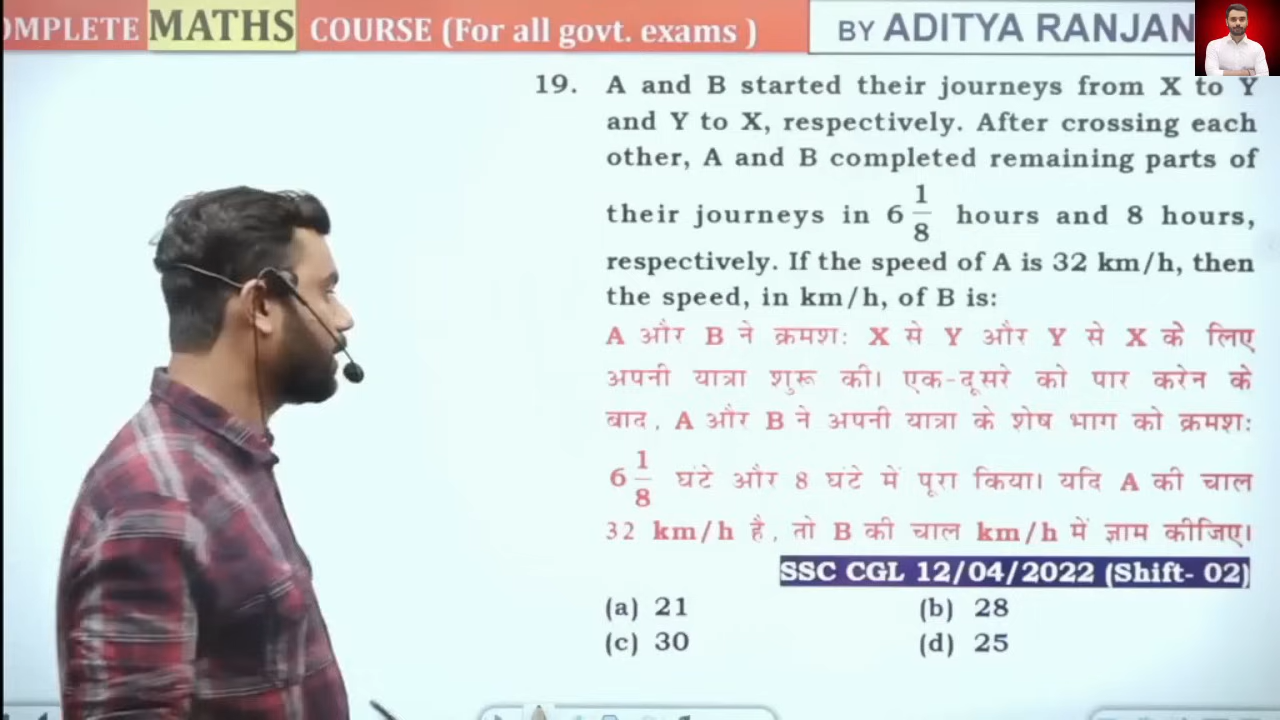 OMPLETE MATHS COURSE (For all govt. exams )
BY ADITYA RANJAN
19. A and B started their journeys from X to Y
and Y to X, respectively. After crossing each
other, A and B completed remaining parts of
their journeys in 6 1/8 hours and 8 hours,
respectively. If the speed of A is 32 km/h, then
the speed, in km/h, of B is:
A और B ने क्रमश: X से Y और Y से X के लिए
अपनी यात्रा शुरू की। एक-दूसरे को पार करेन के
बाद, A और B ने अपनी यात्रा के शेष भाग को क्रमश:
6 1/8 घंटे और 8 घंटे में पूरा किया। यदि A की चाल
32 km/h है, तो B की चाल km/h में ज्ञाम कीजिए।
SSC CGL 12/04/2022 (Shift- 02)
(a) 21 (b) 28
(c) 30 (d) 25